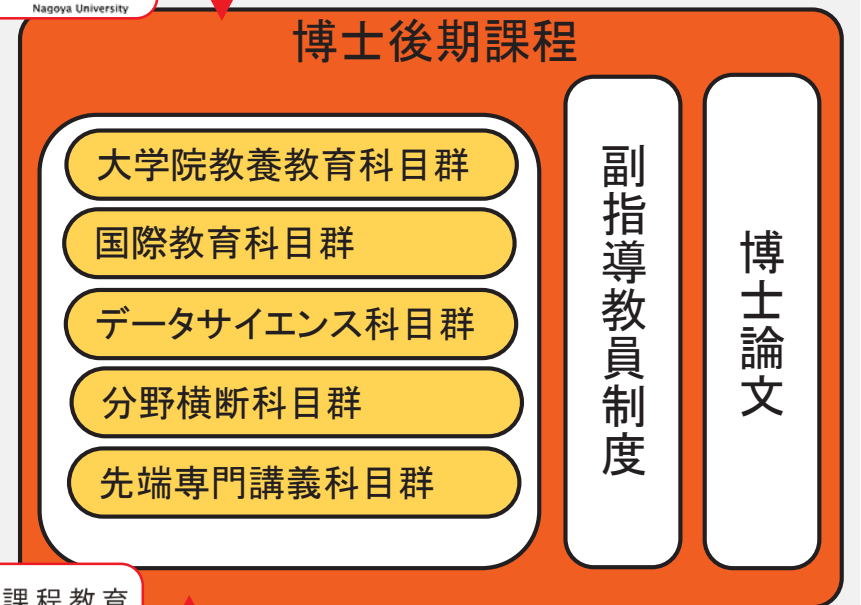 Nagoya University
博士後期課程
大学院教養教育科目群
国際教育科目群
データサイエンス科目群
分野横断科目群
先端専門講義科目群
副指導教員制度
博士論文
課程教育